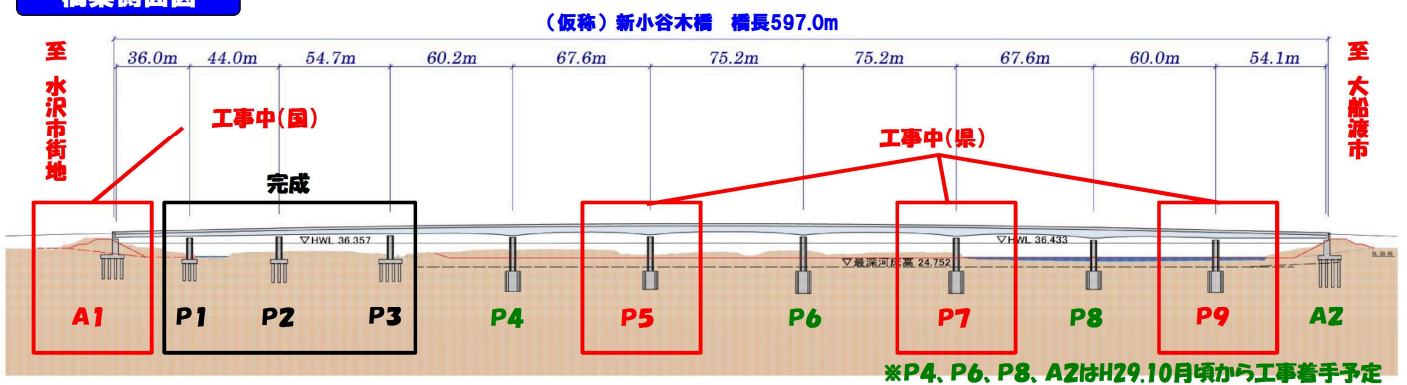 橋梁側面図
（仮称）新小谷木橋　橋長597.0m
至　水沢市街地
36.0m 44.0m 54.7m 60.2m 67.6m 75.2m 75.2m 67.6m 60.0m 54.1m
至　大船渡市
工事中(国)
工事中(県)
完成
▽HWL 36.357
▽HWL 36.433
▽最深河床高 24.752
A1 P1 P2 P3 P4 P5 P6 P7 P8 P9 A2
※P4、P6、P8、A2はH29.10月頃から工事着手予定